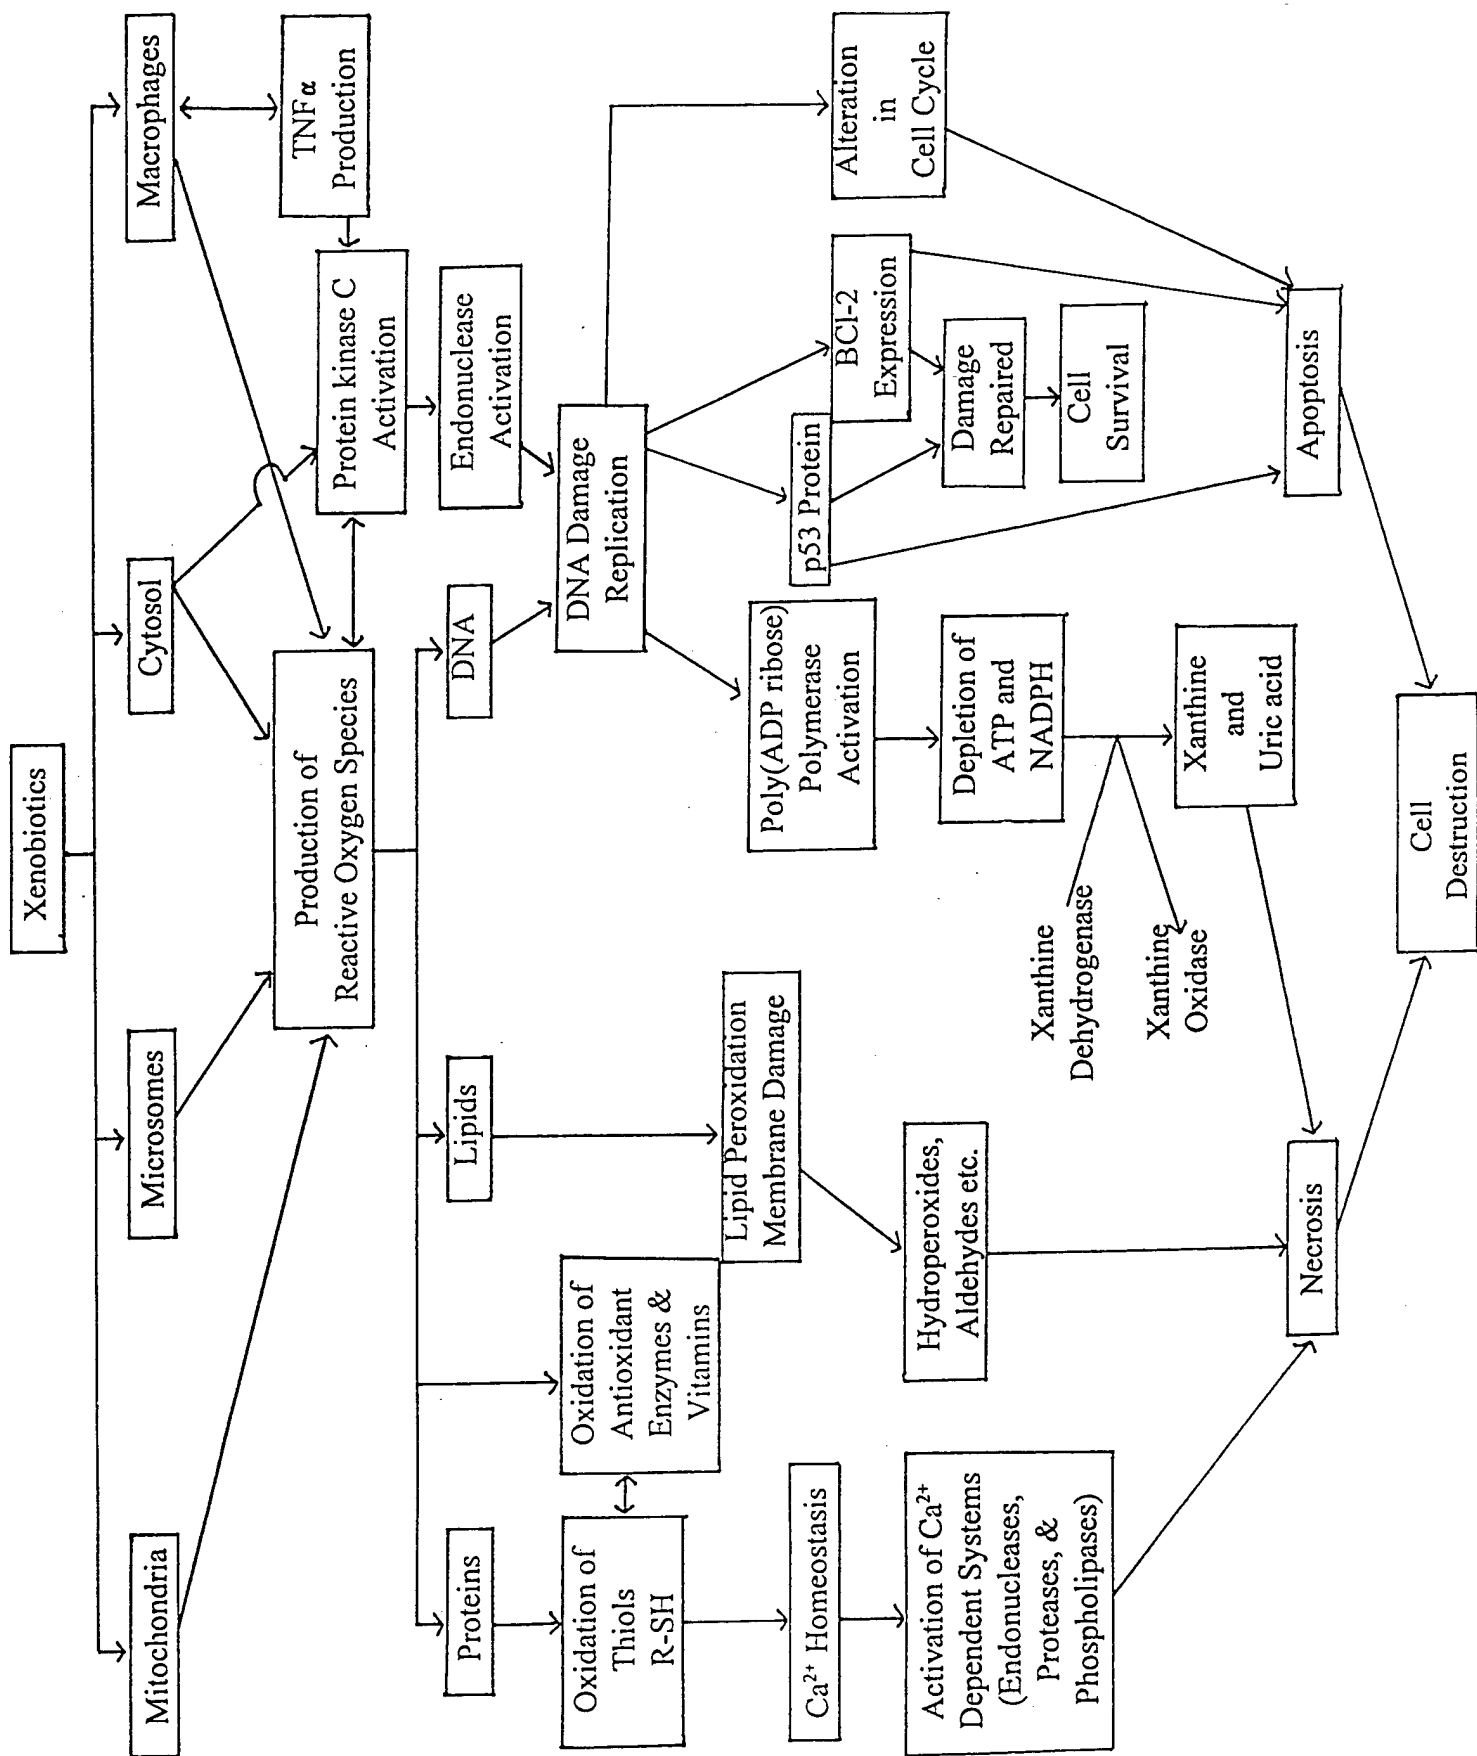 Xenobiotics
Mitochondria
Microsomes
Cytosol
Macrophages
Production of
Reactive Oxygen Species
TNFα
Production
Protein kinase C
Activation
Proteins
Lipids
DNA
Endonuclease
Activation
Oxidation of
Thiols
R-SH
Oxidation of
Antioxidant
Enzymes &
Vitamins
DNA Damage
Replication
Lipid Peroxidation
Membrane Damage
Poly(ADP ribose)
Polymerase
Activation
p53 Protein
BCl-2
Expression
Alteration
in
Cell Cycle
Ca²⁺ Homeostasis
Activation of Ca²⁺
Dependent Systems
(Endonucleases,
Proteases, &
Phospholipases)
Hydroperoxides,
Aldehydes etc.
Depletion of
ATP and
NADPH
Damage
Repaired
Cell
Survival
Xanthine
Dehydrogenase
Xanthine
Oxidase
Xanthine
and
Uric acid
Necrosis
Apoptosis
Cell
Destruction